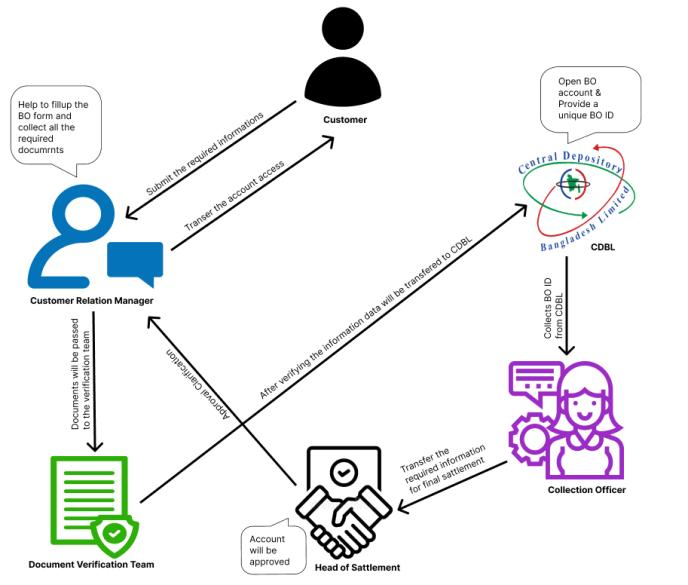 Customer
Help to fillup the
BO form and
collect all the
required
documrnts
Open BO
account &
Provide a
unique BO ID
Submit the required informations
Transer the account access
Central Depository
Bangladesh Limited
CDBL
Customer Relation Manager
After verifying the information data will be transfered to CDBL
Collects BO ID
from CDBL
Documents will be passed
to the verification team
Approval Clarification
Transfer the
required information
for final sattlement
Collection Officer
Account
will be
approved
Document Verification Team
Head of Sattlement